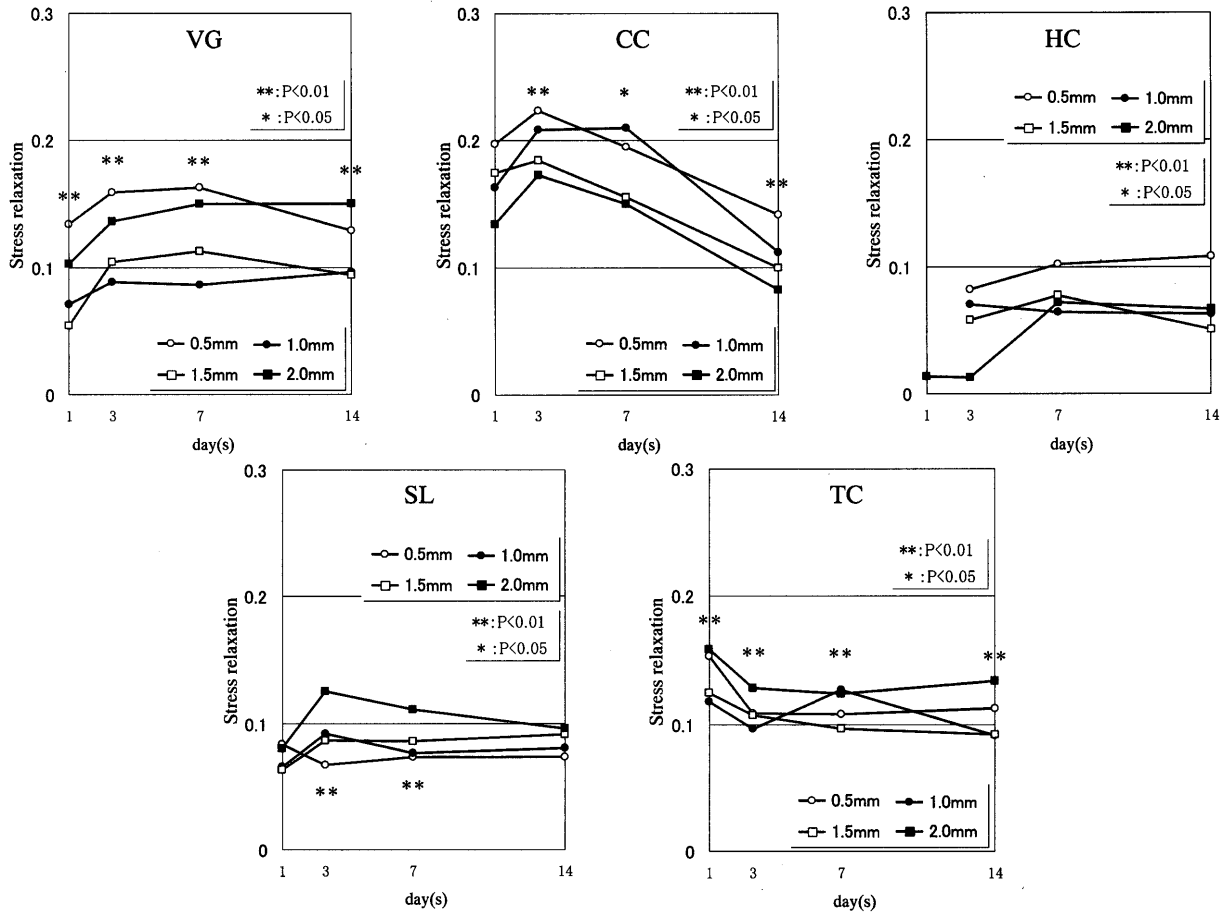 VG
0.3
0.2
0.1
0
Stress relaxation
**:P<0.01
* :P<0.05
** ** ** **
0.5mm 1.0mm
1.5mm 2.0mm
1 3 7 14
day(s)
CC
0.3
0.2
0.1
0
Stress relaxation
** * **:P<0.01
* :P<0.05
**
0.5mm 1.0mm
1.5mm 2.0mm
1 3 7 14
day(s)
HC
0.3
0.2
0.1
0
Stress relaxation
0.5mm 1.0mm
1.5mm 2.0mm
**:P<0.01
* :P<0.05
1 3 7 14
day(s)
SL
0.3
0.2
0.1
0
Stress relaxation
0.5mm 1.0mm
1.5mm 2.0mm
**:P<0.01
* :P<0.05
** **
1 3 7 14
day(s)
TC
0.3
0.2
0.1
0
Stress relaxation
**:P<0.01
* :P<0.05
** ** ** **
0.5mm 1.0mm
1.5mm 2.0mm
1 3 7 14
day(s)